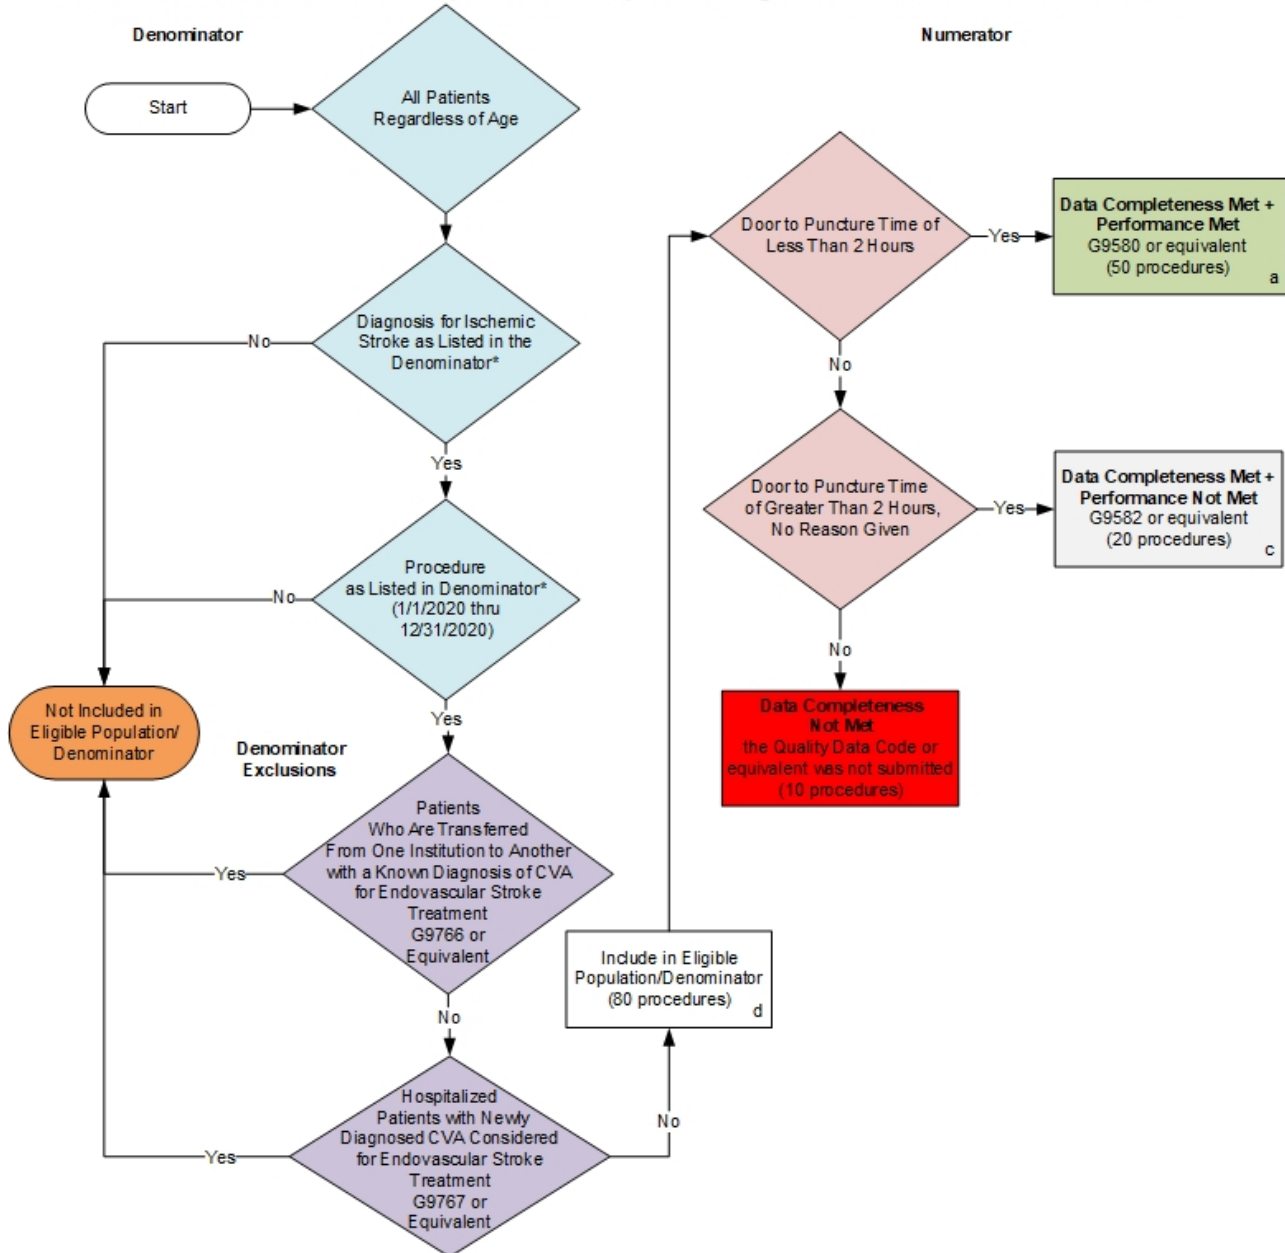 Denominator
Numerator
Start
All Patients
Regardless of Age
Diagnosis for Ischemic
Stroke as Listed in the
Denominator*
No
Yes
Procedure
as Listed in Denominator*
(1/1/2020 thru
12/31/2020)
No
Yes
Not Included in
Eligible Population/
Denominator
Denominator
Exclusions
Patients
Who Are Transferred
From One Institution to Another
with a Known Diagnosis of CVA
for Endovascular Stroke
Treatment
G9766 or
Equivalent
Yes
No
Hospitalized
Patients with Newly
Diagnosed CVA Considered
for Endovascular Stroke
Treatment
G9767 or
Equivalent
Yes
No
Include in Eligible
Population/Denominator
(80 procedures)
d
Door to Puncture Time of
Less Than 2 Hours
Yes
Data Completeness Met +
Performance Met
G9580 or equivalent
(50 procedures)
a
No
Door to Puncture Time
of Greater Than 2 Hours,
No Reason Given
Yes
Data Completeness Met +
Performance Not Met
G9582 or equivalent
(20 procedures)
c
No
Data Completeness
Not Met
the Quality Data Code or
equivalent was not submitted
(10 procedures)